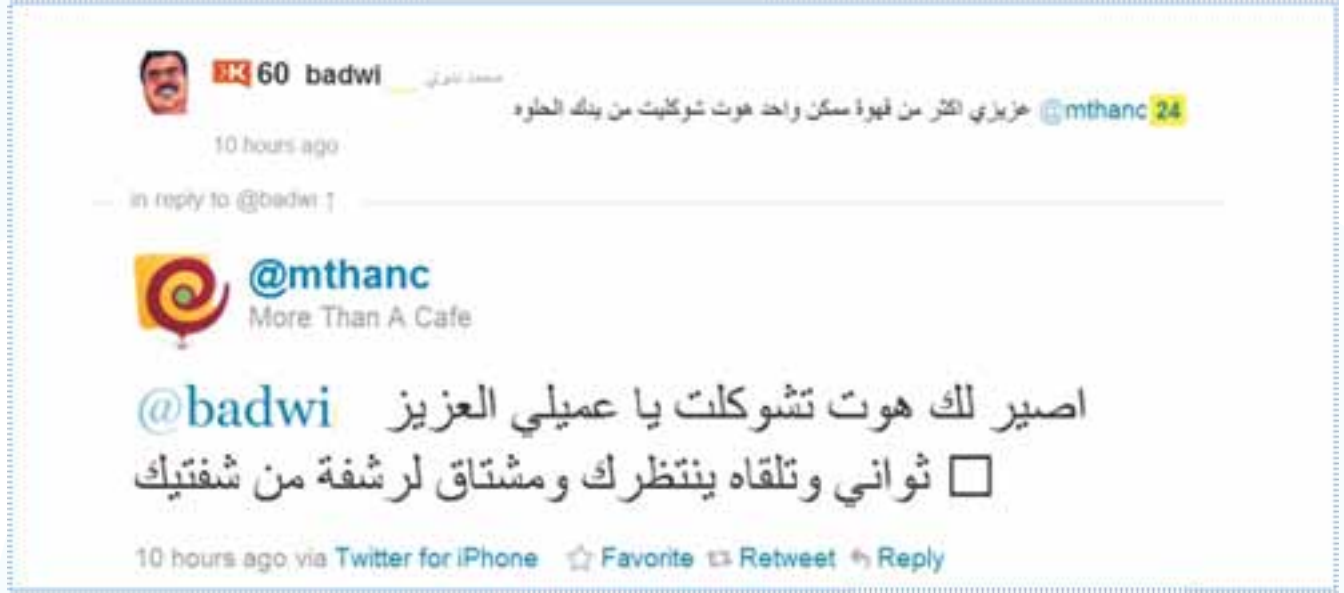 K 60 badwi
@mthanc 24 عزيزي اكثر من قهوة ممكن واحد هوت شوكليت من يدك الحلوه
10 hours ago
in reply to @badwi ↑
@mthanc
More Than A Cafe
@badwi اصير لك هوت تشوكلت يا عميلي العزيز
ثواني وتلقاه ينتظرك ومشتاق لرشفة من شفتيك
10 hours ago via Twitter for iPhone Favorite Retweet Reply